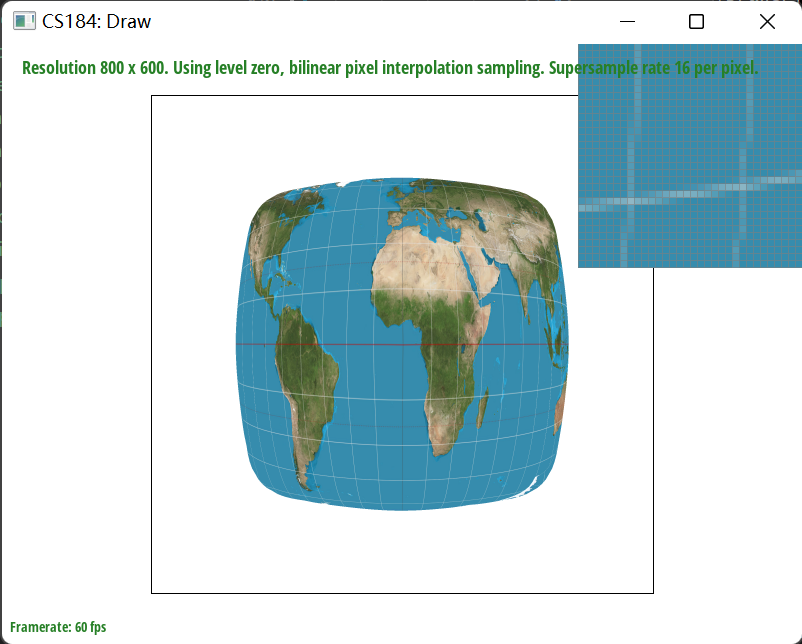 CS184: Draw
Resolution 800 x 600. Using level zero, bilinear pixel interpolation sampling. Supersample rate 16 per pixel.
Framerate: 60 fps